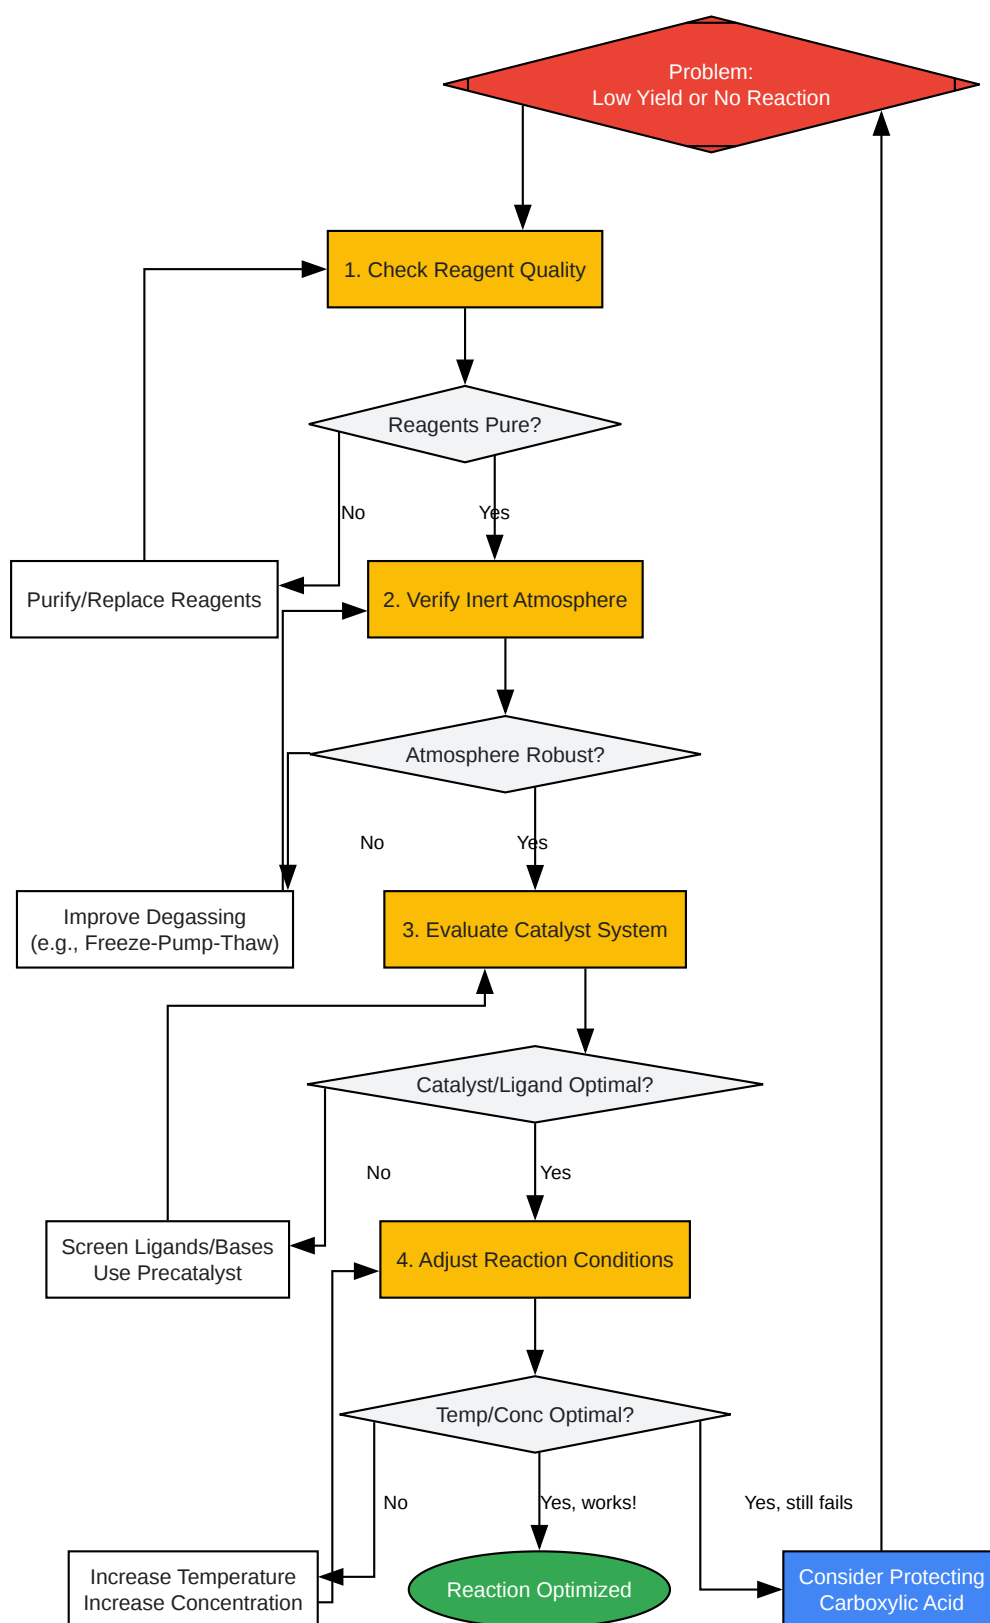 Problem:
Low Yield or No Reaction
1. Check Reagent Quality
Reagents Pure?
No
Yes
Purify/Replace Reagents
2. Verify Inert Atmosphere
Atmosphere Robust?
No
Yes
Improve Degassing
(e.g., Freeze-Pump-Thaw)
3. Evaluate Catalyst System
Catalyst/Ligand Optimal?
No
Yes
Screen Ligands/Bases
Use Precatalyst
4. Adjust Reaction Conditions
Temp/Conc Optimal?
No
Yes, works!
Yes, still fails
Increase Temperature
Increase Concentration
Reaction Optimized
Consider Protecting
Carboxylic Acid